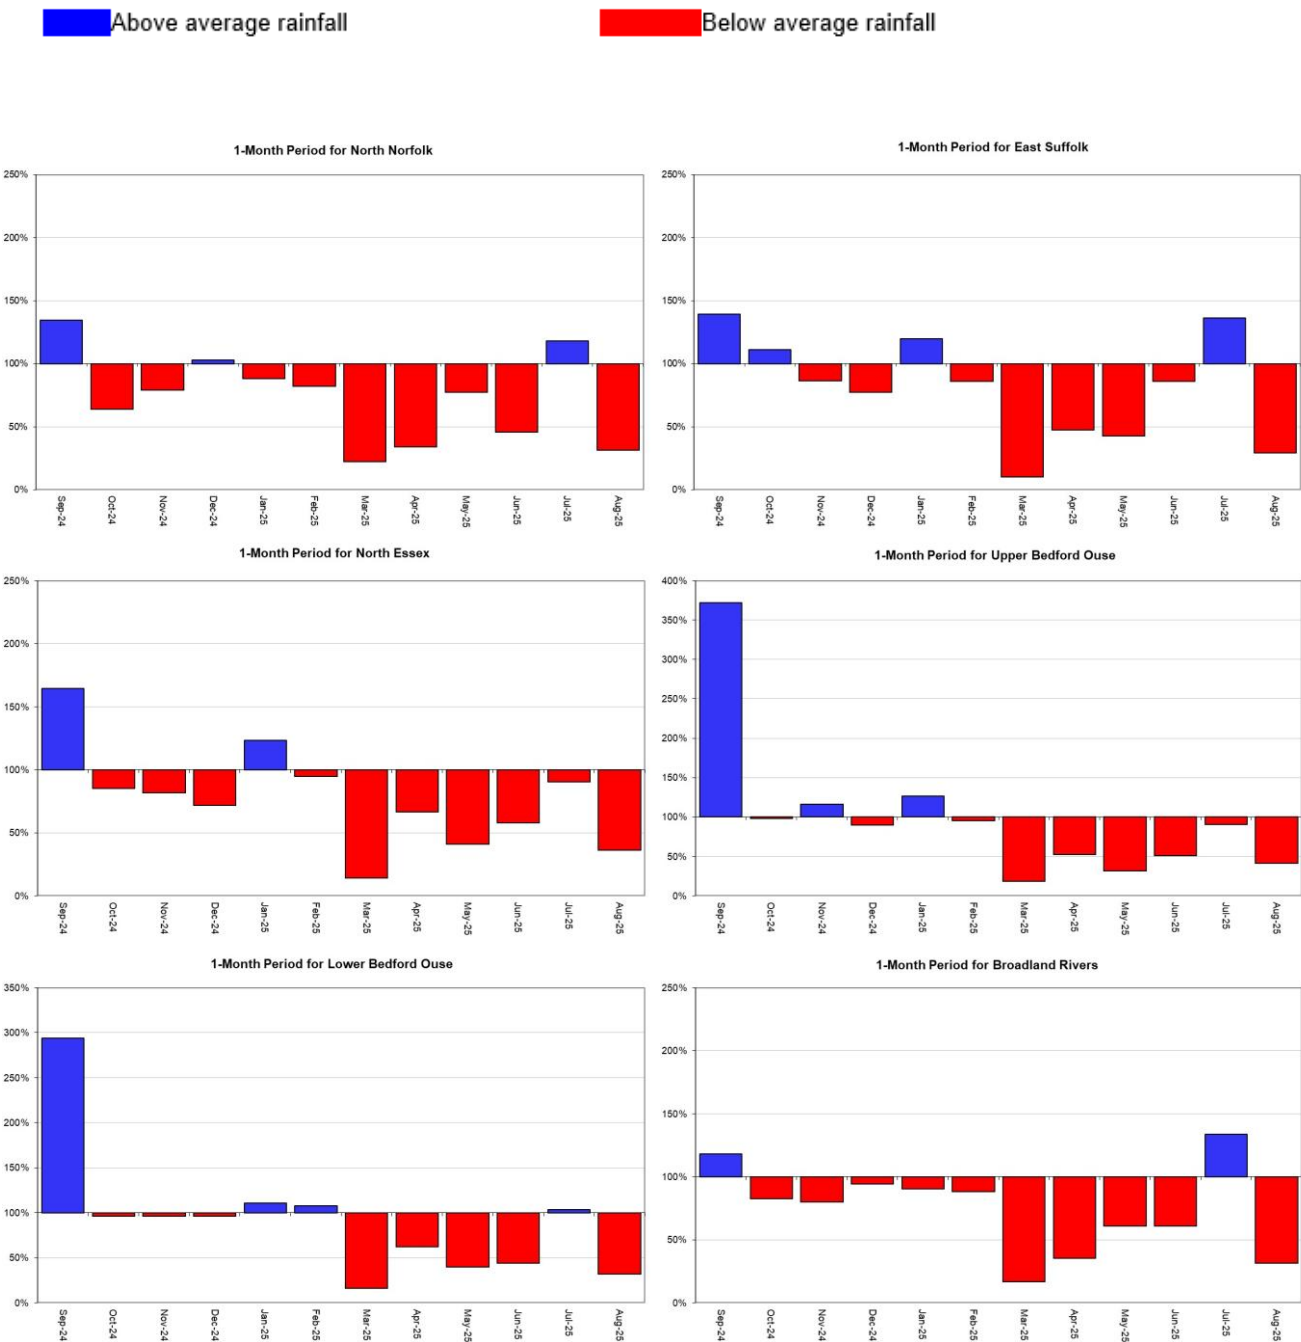 Above average rainfall
Below average rainfall
1-Month Period for North Norfolk
250%
200%
150%
100%
50%
0%
Sep-24
Oct-24
Nov-24
Dec-24
Jan-25
Feb-25
Mar-25
Apr-25
May-25
Jun-25
Jul-25
Aug-25
1-Month Period for East Suffolk
250%
200%
150%
100%
50%
0%
Sep-24
Oct-24
Nov-24
Dec-24
Jan-25
Feb-25
Mar-25
Apr-25
May-25
Jun-25
Jul-25
Aug-25
1-Month Period for North Essex
250%
200%
150%
100%
50%
0%
Sep-24
Oct-24
Nov-24
Dec-24
Jan-25
Feb-25
Mar-25
Apr-25
May-25
Jun-25
Jul-25
Aug-25
1-Month Period for Upper Bedford Ouse
400%
350%
300%
250%
200%
150%
100%
50%
0%
Sep-24
Oct-24
Nov-24
Dec-24
Jan-25
Feb-25
Mar-25
Apr-25
May-25
Jun-25
Jul-25
Aug-25
1-Month Period for Lower Bedford Ouse
350%
300%
250%
200%
150%
100%
50%
0%
Sep-24
Oct-24
Nov-24
Dec-24
Jan-25
Feb-25
Mar-25
Apr-25
May-25
Jun-25
Jul-25
Aug-25
1-Month Period for Broadland Rivers
250%
200%
150%
100%
50%
0%
Sep-24
Oct-24
Nov-24
Dec-24
Jan-25
Feb-25
Mar-25
Apr-25
May-25
Jun-25
Jul-25
Aug-25